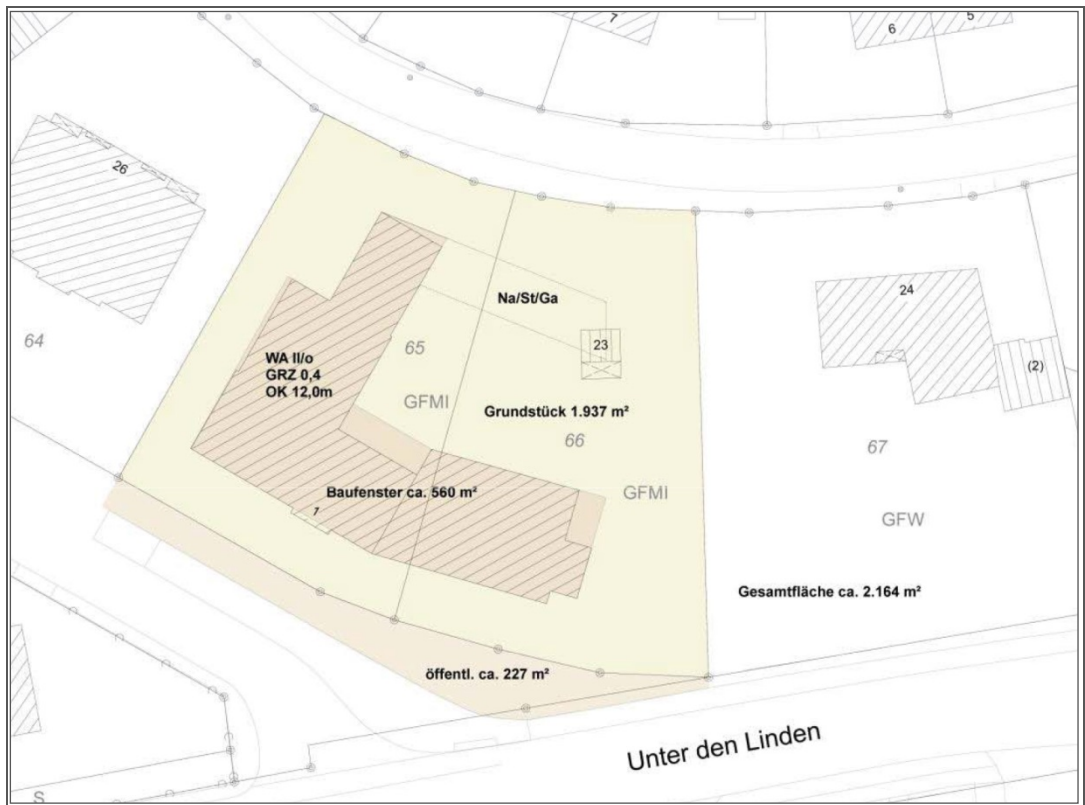 7
6
5
26
Na/St/Ga
24
23
64
65
WA II/o
GRZ 0,4
OK 12,0m
(2)
GFMI
Grundstück 1.937 m²
66
67
Baufenster ca. 560 m²
GFMI
1
GFW
Gesamtfläche ca. 2.164 m²
öffentl. ca. 227 m²
Unter den Linden
S